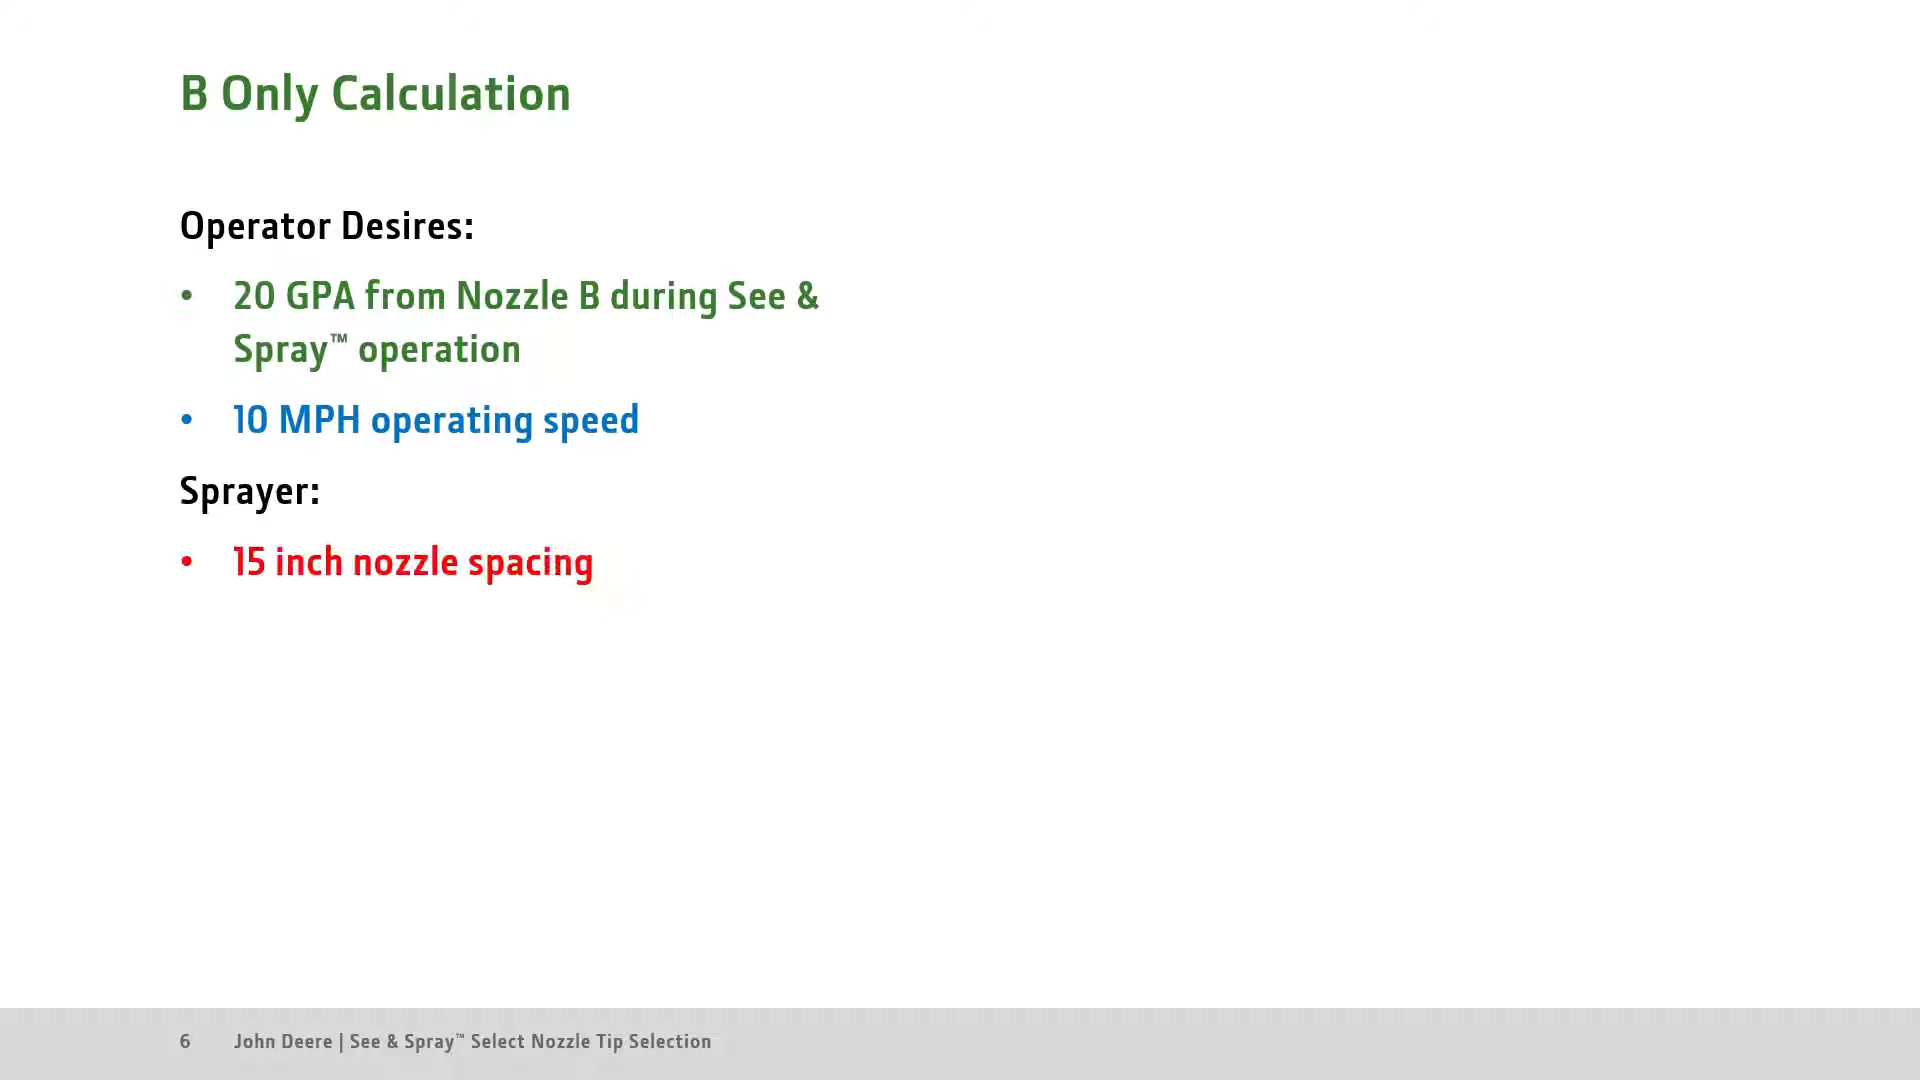 B Only Calculation
Operator Desires:
• 20 GPA from Nozzle B during See &
Spray™ operation
• 10 MPH operating speed
Sprayer:
• 15 inch nozzle spacing
6 John Deere | See & Spray™ Select Nozzle Tip Selection